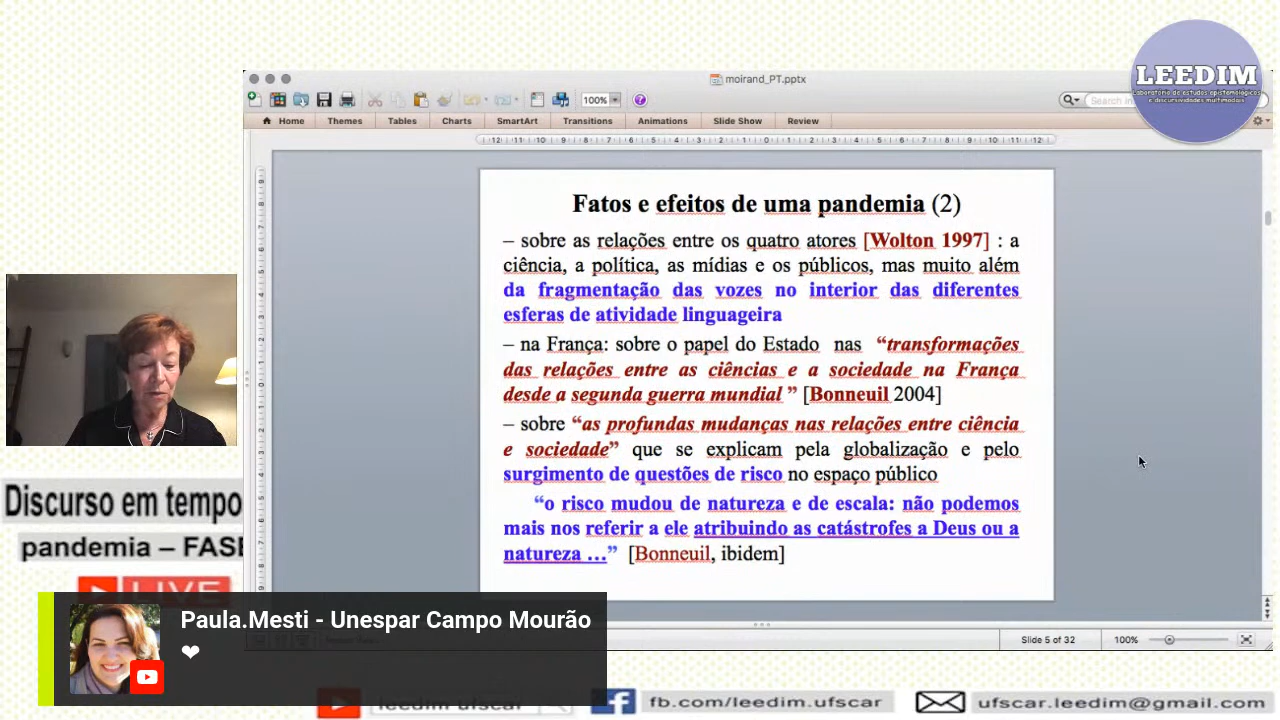 moirand_PT.pptx
LEEDIM
Laboratório de estudos epistemológicos
e discursividades multimodais
100%
Search in
Home Themes Tables Charts SmartArt Transitions Animations Slide Show Review
Fatos e efeitos de uma pandemia (2)
– sobre as relações entre os quatro atores [Wolton 1997] : a
ciência, a política, as mídias e os públicos, mas muito além
da fragmentação das vozes no interior das diferentes
esferas de atividade linguageira
– na França: sobre o papel do Estado nas “transformações
das relações entre as ciências e a sociedade na França
desde a segunda guerra mundial ” [Bonneuil 2004]
– sobre “as profundas mudanças nas relações entre ciência
e sociedade” que se explicam pela globalização e pelo
surgimento de questões de risco no espaço público
“o risco mudou de natureza e de escala: não podemos
mais nos referir a ele atribuindo as catástrofes a Deus ou a
natureza …” [Bonneuil, ibidem]
Discurso em tempo
pandemia – FASE
LIVE
Paula.Mesti - Unespar Campo Mourão
❤
Slide 5 of 32
100%
leedim ufscar
fb.com/leedim.ufscar
ufscar.leedim@gmail.com